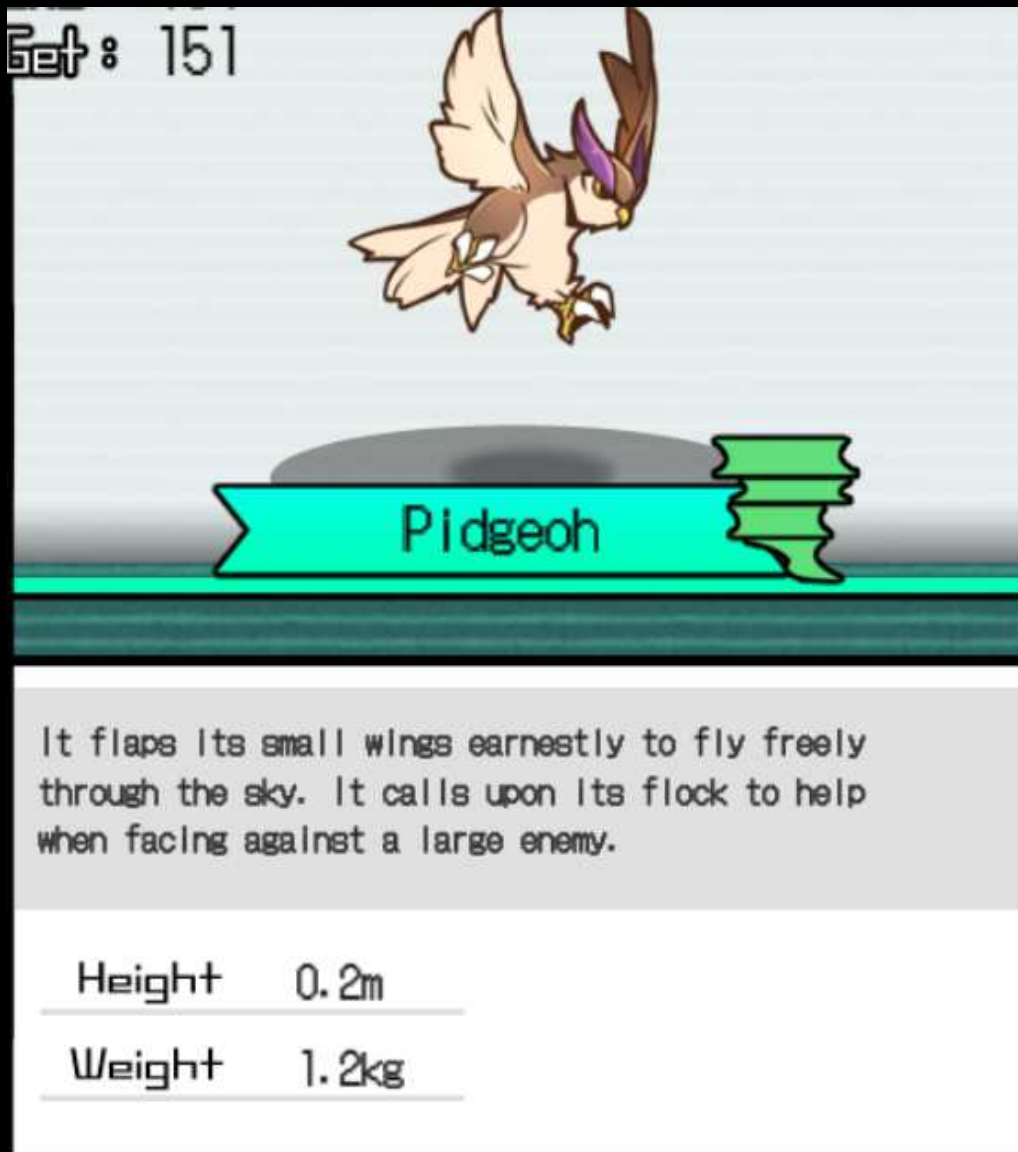 Get: 151
Pidgeoh
It flaps its small wings earnestly to fly freely
through the sky. It calls upon its flock to help
when facing against a large enemy.
Height 0.2m
Weight 1.2kg